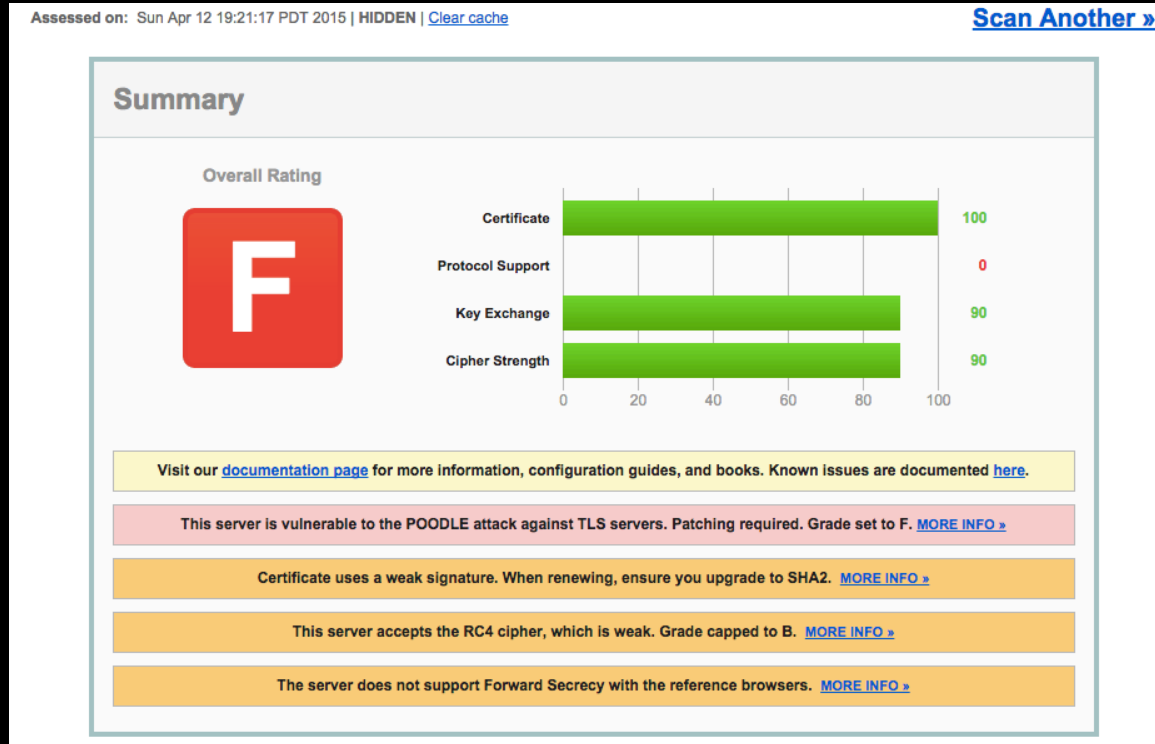 Assessed on: Sun Apr 12 19:21:17 PDT 2015 | HIDDEN | Clear cache
Scan Another »
Summary
Overall Rating
F
Certificate 100
Protocol Support 0
Key Exchange 90
Cipher Strength 90
0 20 40 60 80 100
Visit our documentation page for more information, configuration guides, and books. Known issues are documented here.
This server is vulnerable to the POODLE attack against TLS servers. Patching required. Grade set to F. MORE INFO »
Certificate uses a weak signature. When renewing, ensure you upgrade to SHA2. MORE INFO »
This server accepts the RC4 cipher, which is weak. Grade capped to B. MORE INFO »
The server does not support Forward Secrecy with the reference browsers. MORE INFO »